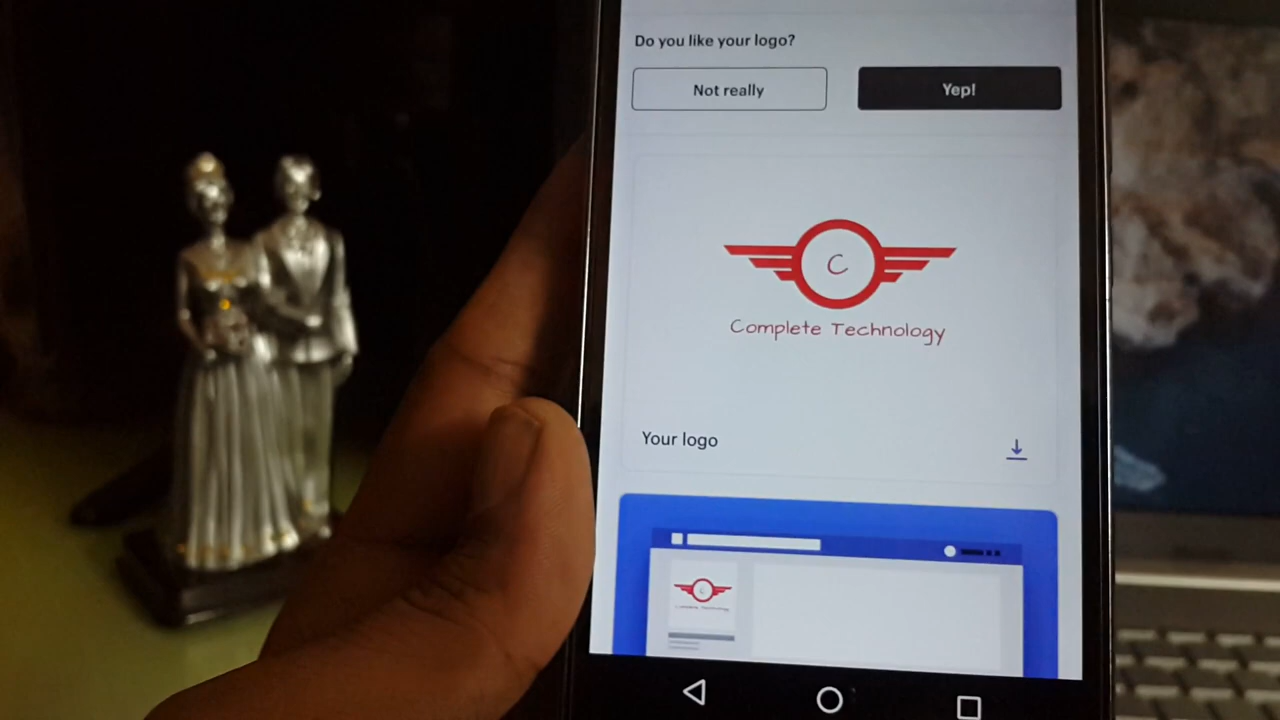 Do you like your logo?
Not really
Yep!
C
Complete Technology
Your logo
C
Complete Technology